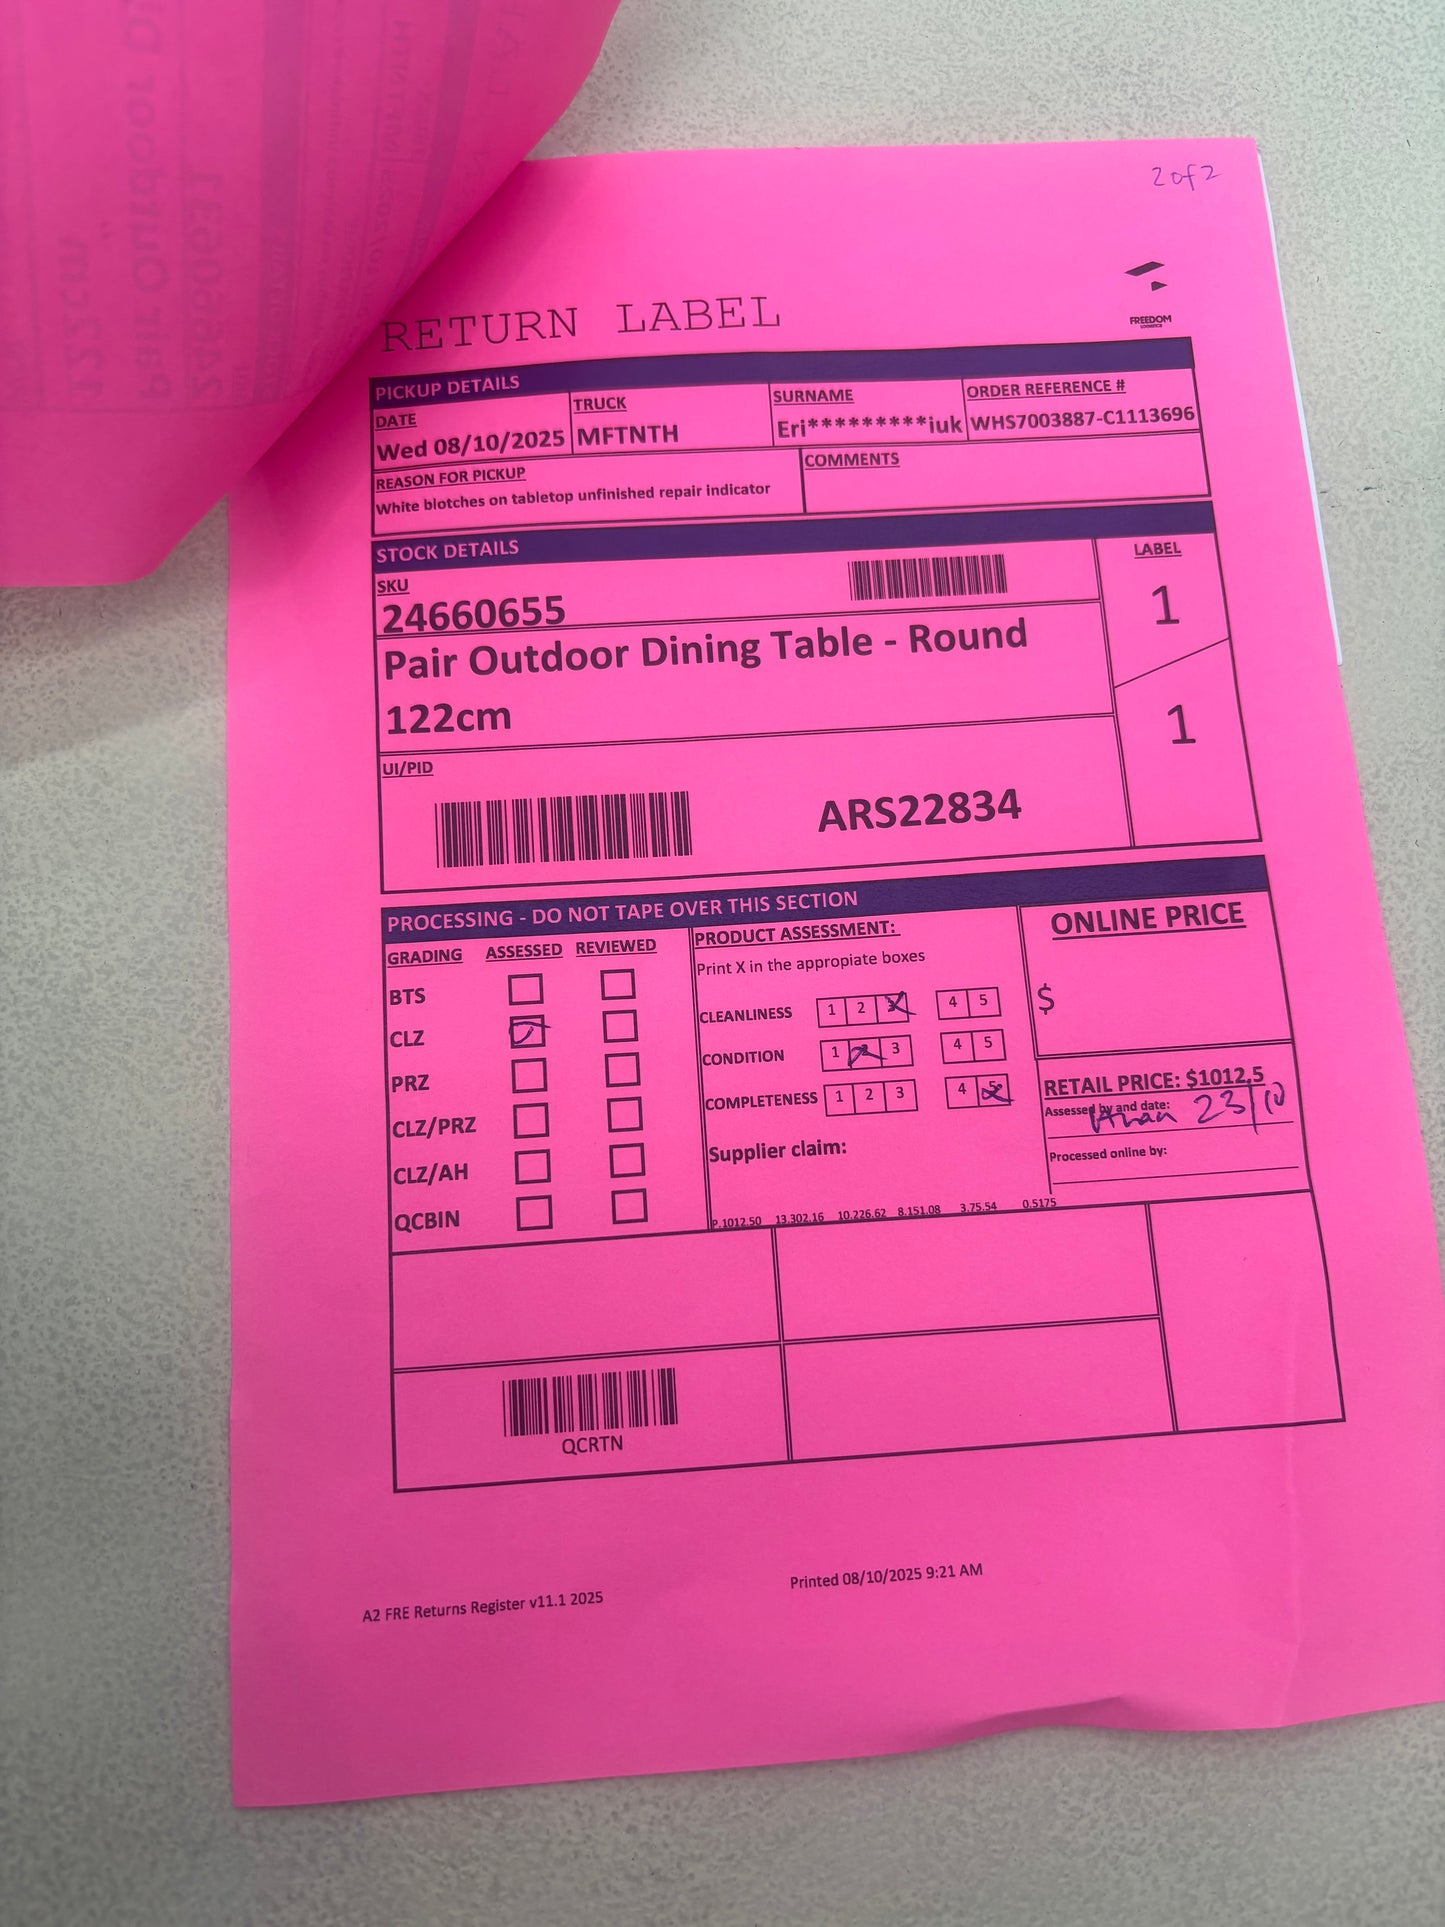 2 of 2
FREEDOM
LOGISTICS
RETURN LABEL
PICKUP DETAILS
DATE TRUCK SURNAME ORDER REFERENCE #
Wed 08/10/2025 MFTNTH Eri*********iuk WHS7003887-C1113696
REASON FOR PICKUP COMMENTS
White blotches on tabletop unfinished repair indicator
STOCK DETAILS LABEL
SKU
24660655 1
Pair Outdoor Dining Table - Round
122cm 1
UI/PID
ARS22834
PROCESSING - DO NOT TAPE OVER THIS SECTION
GRADING ASSESSED REVIEWED PRODUCT ASSESSMENT: ONLINE PRICE
Print X in the appropiate boxes
BTS $
CLEANLINESS 1 2 3 4 5
CLZ
CONDITION 1 2 3 4 5
PRZ RETAIL PRICE: $1012.5
COMPLETENESS 1 2 3 4 5
Assessed by and date: 23/10
CLZ/PRZ
Supplier claim: Processed online by:
CLZ/AH
QCBIN
P.1012.50 13.302.16 10.226.62 8.151.08 3.75.54 0.5175
QCRTN
A2 FRE Returns Register v11.1 2025 Printed 08/10/2025 9:21 AM